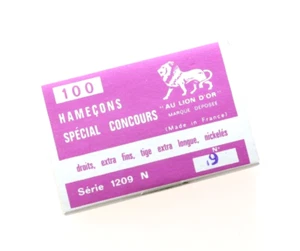 100
HAMEÇONS
SPÉCIAL CONCOURS
"AU LION D'OR"
MARQUE DÉPOSÉE
(Made in France)
droits, extra fins, tige extra longue, nickelés
Série 1209 N
N°
9